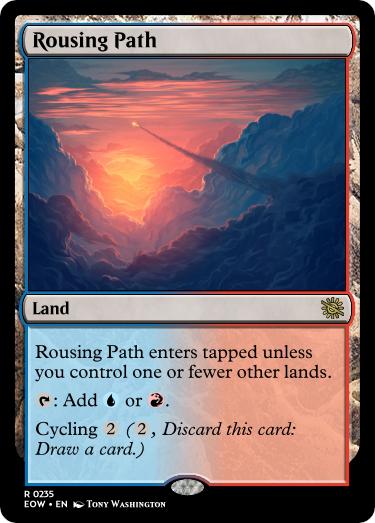 Rousing Path
Land
Rousing Path enters tapped unless
you control one or fewer other lands.
: Add or .
Cycling 2 (2, Discard this card:
Draw a card.)
R 0235
EOW • EN Tony Washington